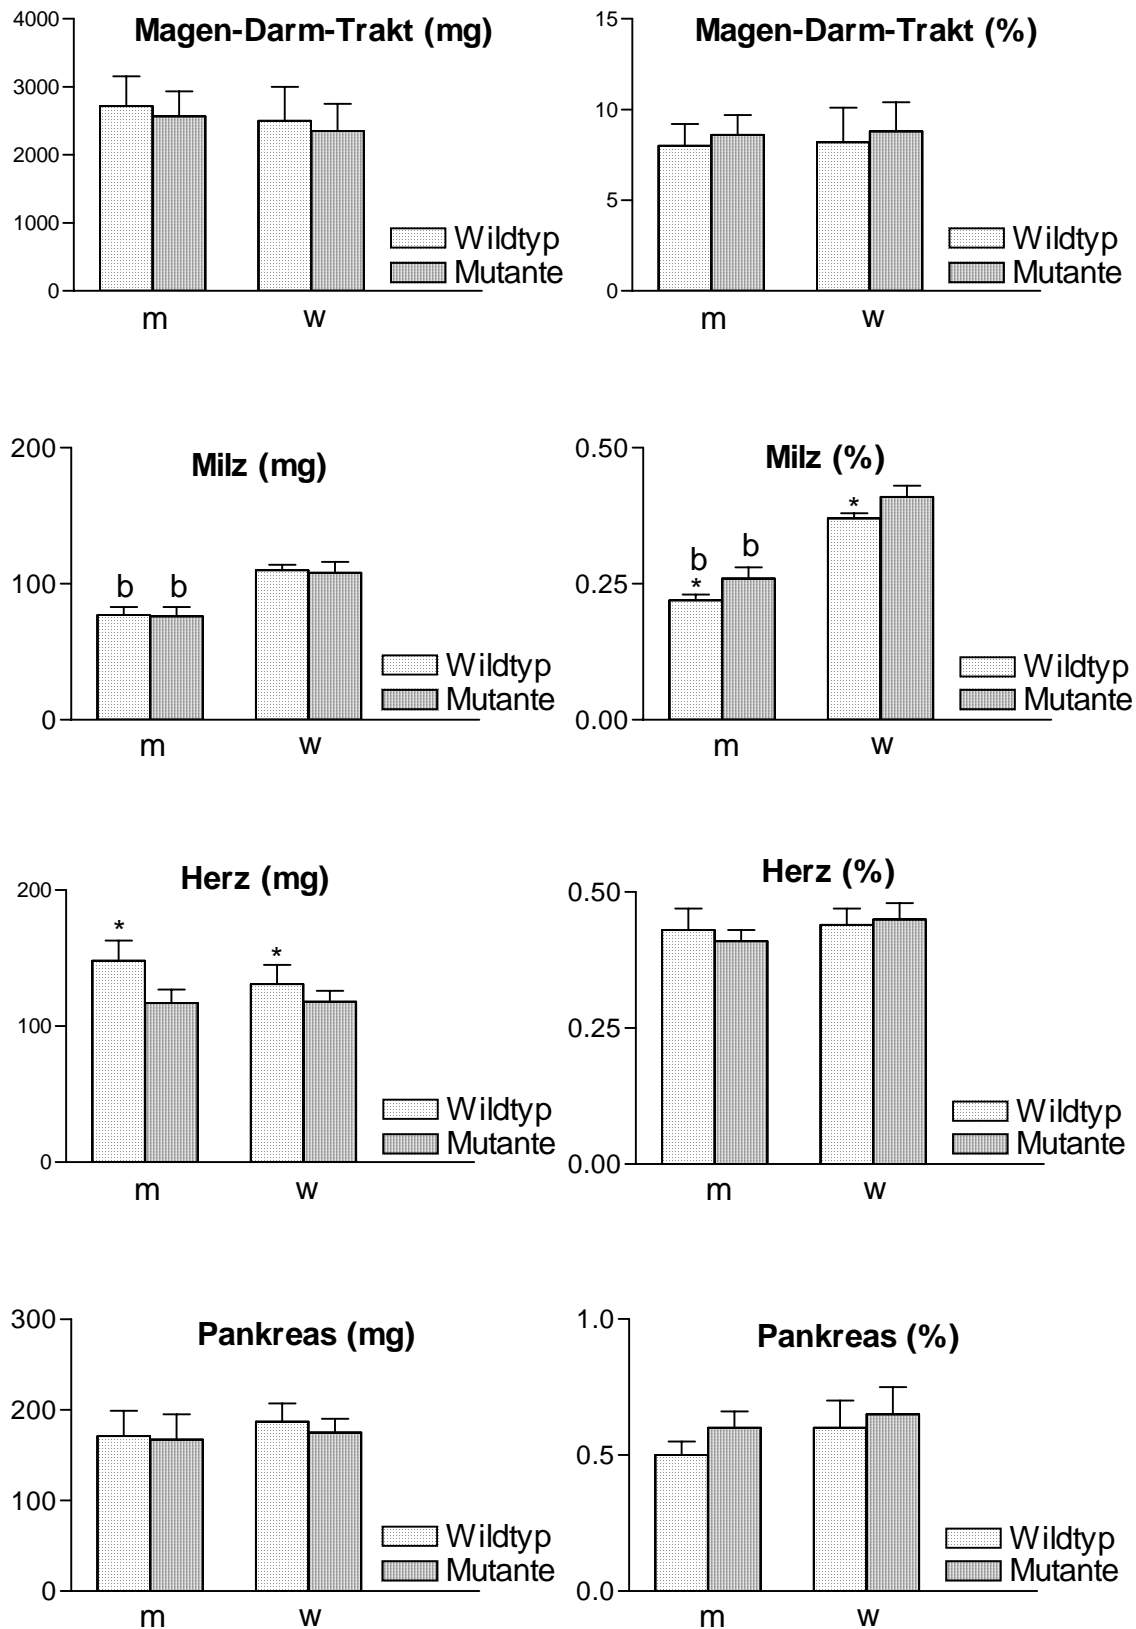 Magen-Darm-Trakt (mg)
4000
3000
2000
1000
0
m
w
Wildtyp
Mutante
Magen-Darm-Trakt (%)
15
10
5
0
m
w
Wildtyp
Mutante
Milz (mg)
200
100
0
b
b
m
w
Wildtyp
Mutante
Milz (%)
0.50
0.25
0.00
b
*
b
*
m
w
Wildtyp
Mutante
Herz (mg)
200
100
0
*
*
m
w
Wildtyp
Mutante
Herz (%)
0.50
0.25
0.00
m
w
Wildtyp
Mutante
Pankreas (mg)
300
200
100
0
m
w
Wildtyp
Mutante
Pankreas (%)
1.0
0.5
0.0
m
w
Wildtyp
Mutante